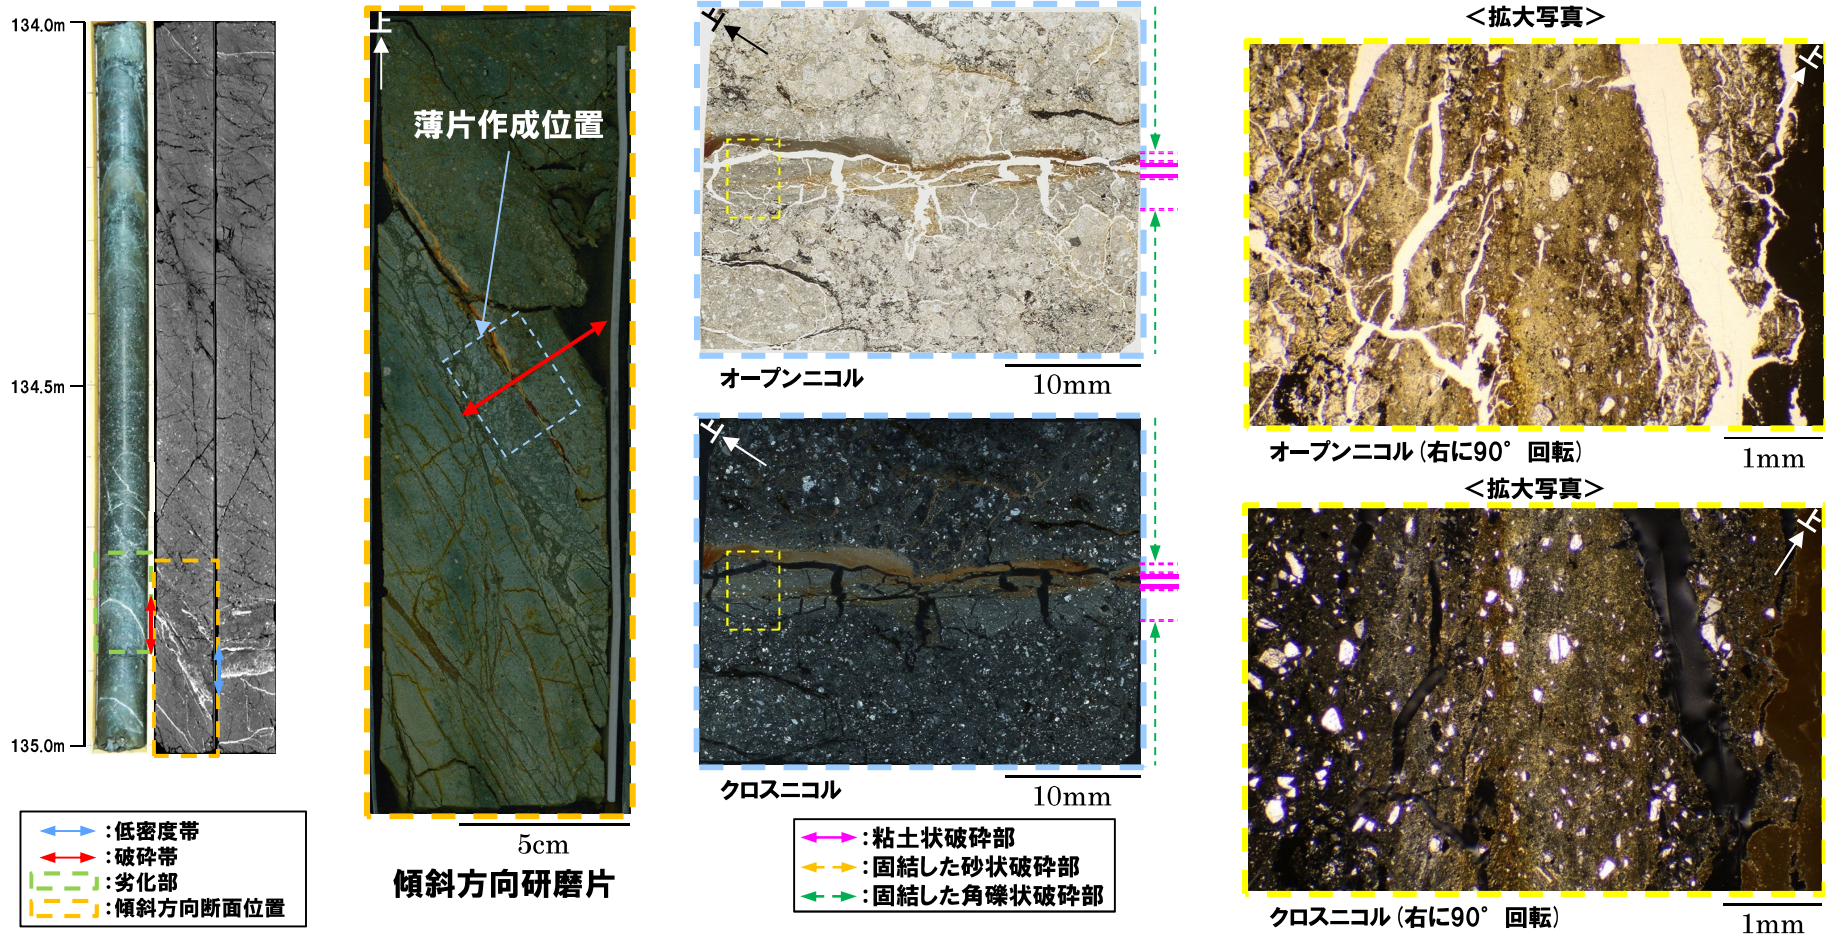 134.0m
134.5m
135.0m
:低密度帯
:破砕帯
:劣化部
:傾斜方向断面位置
上
薄片作成位置
5cm
傾斜方向研磨片
上
オープンニコル
10mm
上
クロスニコル
10mm
:粘土状破砕部
:固結した砂状破砕部
:固結した角礫状破砕部
＜拡大写真＞
上
オープンニコル(右に90°回転)
1mm
＜拡大写真＞
上
クロスニコル(右に90°回転)
1mm